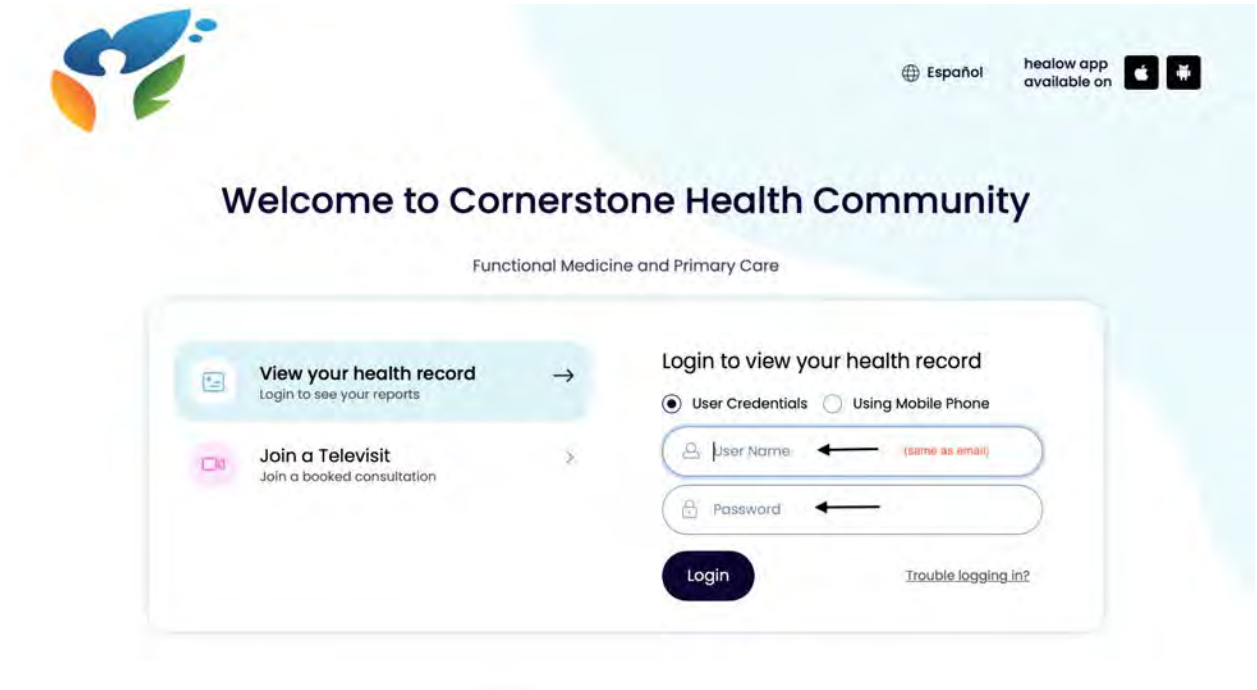 Español
healow app
available on
Welcome to Cornerstone Health Community
Functional Medicine and Primary Care
View your health record
Login to see your reports
Join a Televisit
Join a booked consultation
Login to view your health record
User Credentials
Using Mobile Phone
User Name
(same as email)
Password
Login
Trouble logging in?